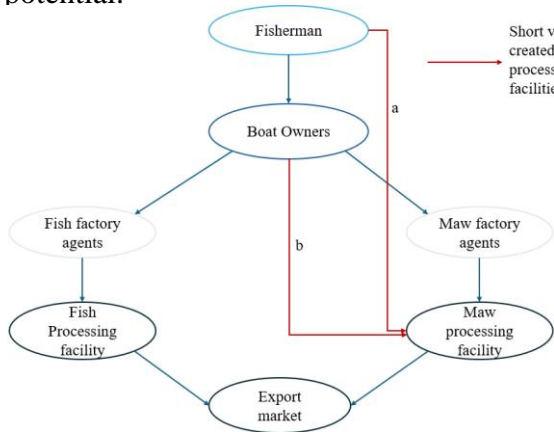 potential.
Fisherman
Short v
created
process
facilitie
a
Boat Owners
b
Fish factory
agents
Maw factory
agents
Fish
Processing
facility
Maw
processing
facility
Export
market